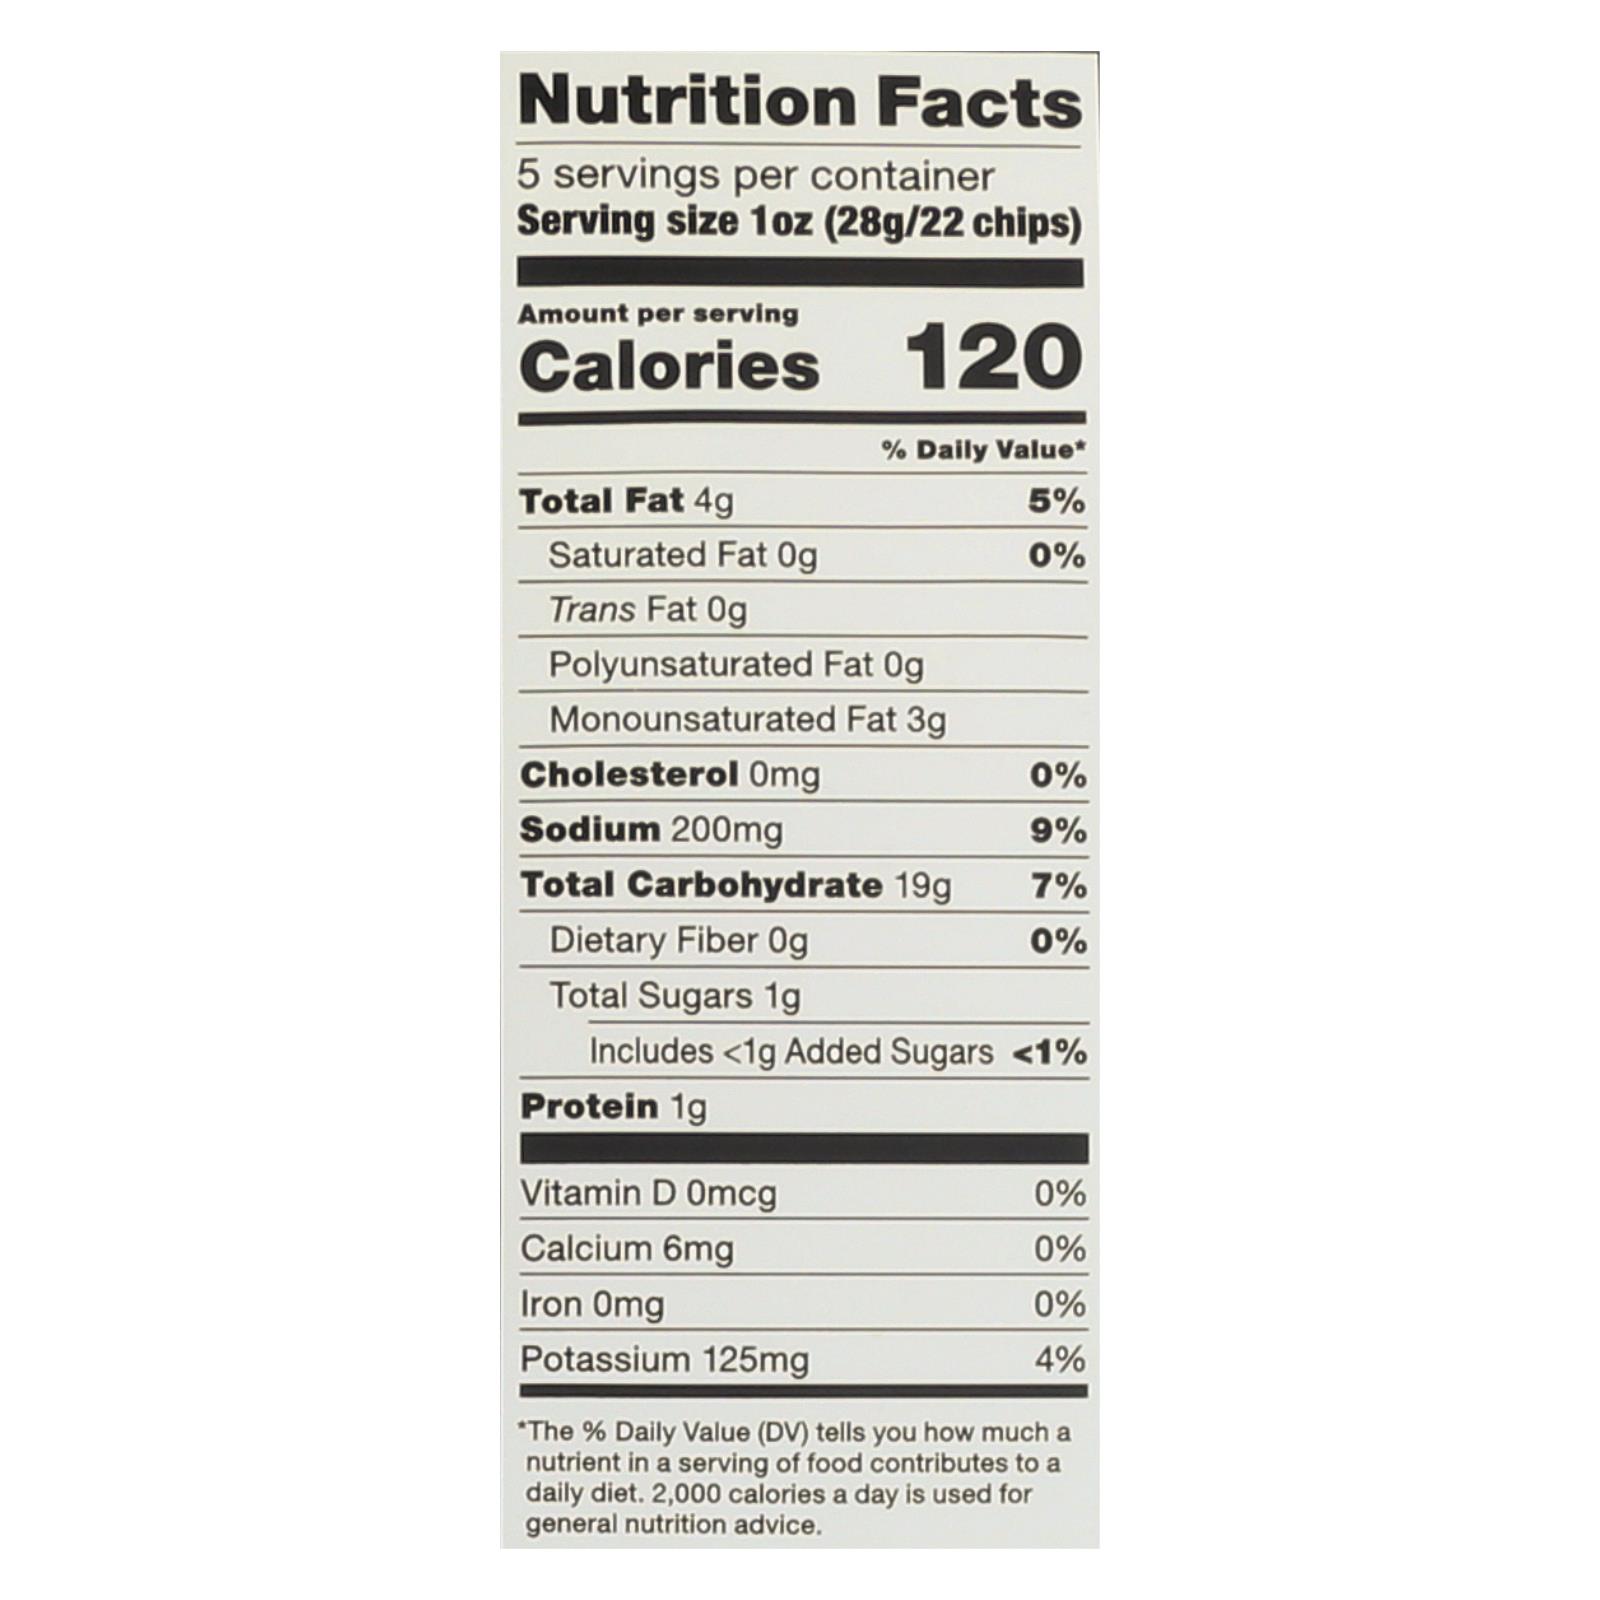 Nutrition Facts
5 servings per container
Serving size 1oz (28g/22 chips)
Amount per serving
Calories 120
% Daily Value*
Total Fat 4g 5%
Saturated Fat 0g 0%
Trans Fat 0g
Polyunsaturated Fat 0g
Monounsaturated Fat 3g
Cholesterol 0mg 0%
Sodium 200mg 9%
Total Carbohydrate 19g 7%
Dietary Fiber 0g 0%
Total Sugars 1g
Includes <1g Added Sugars <1%
Protein 1g
Vitamin D 0mcg 0%
Calcium 6mg 0%
Iron 0mg 0%
Potassium 125mg 4%
*The % Daily Value (DV) tells you how much a
nutrient in a serving of food contributes to a
daily diet. 2,000 calories a day is used for
general nutrition advice.